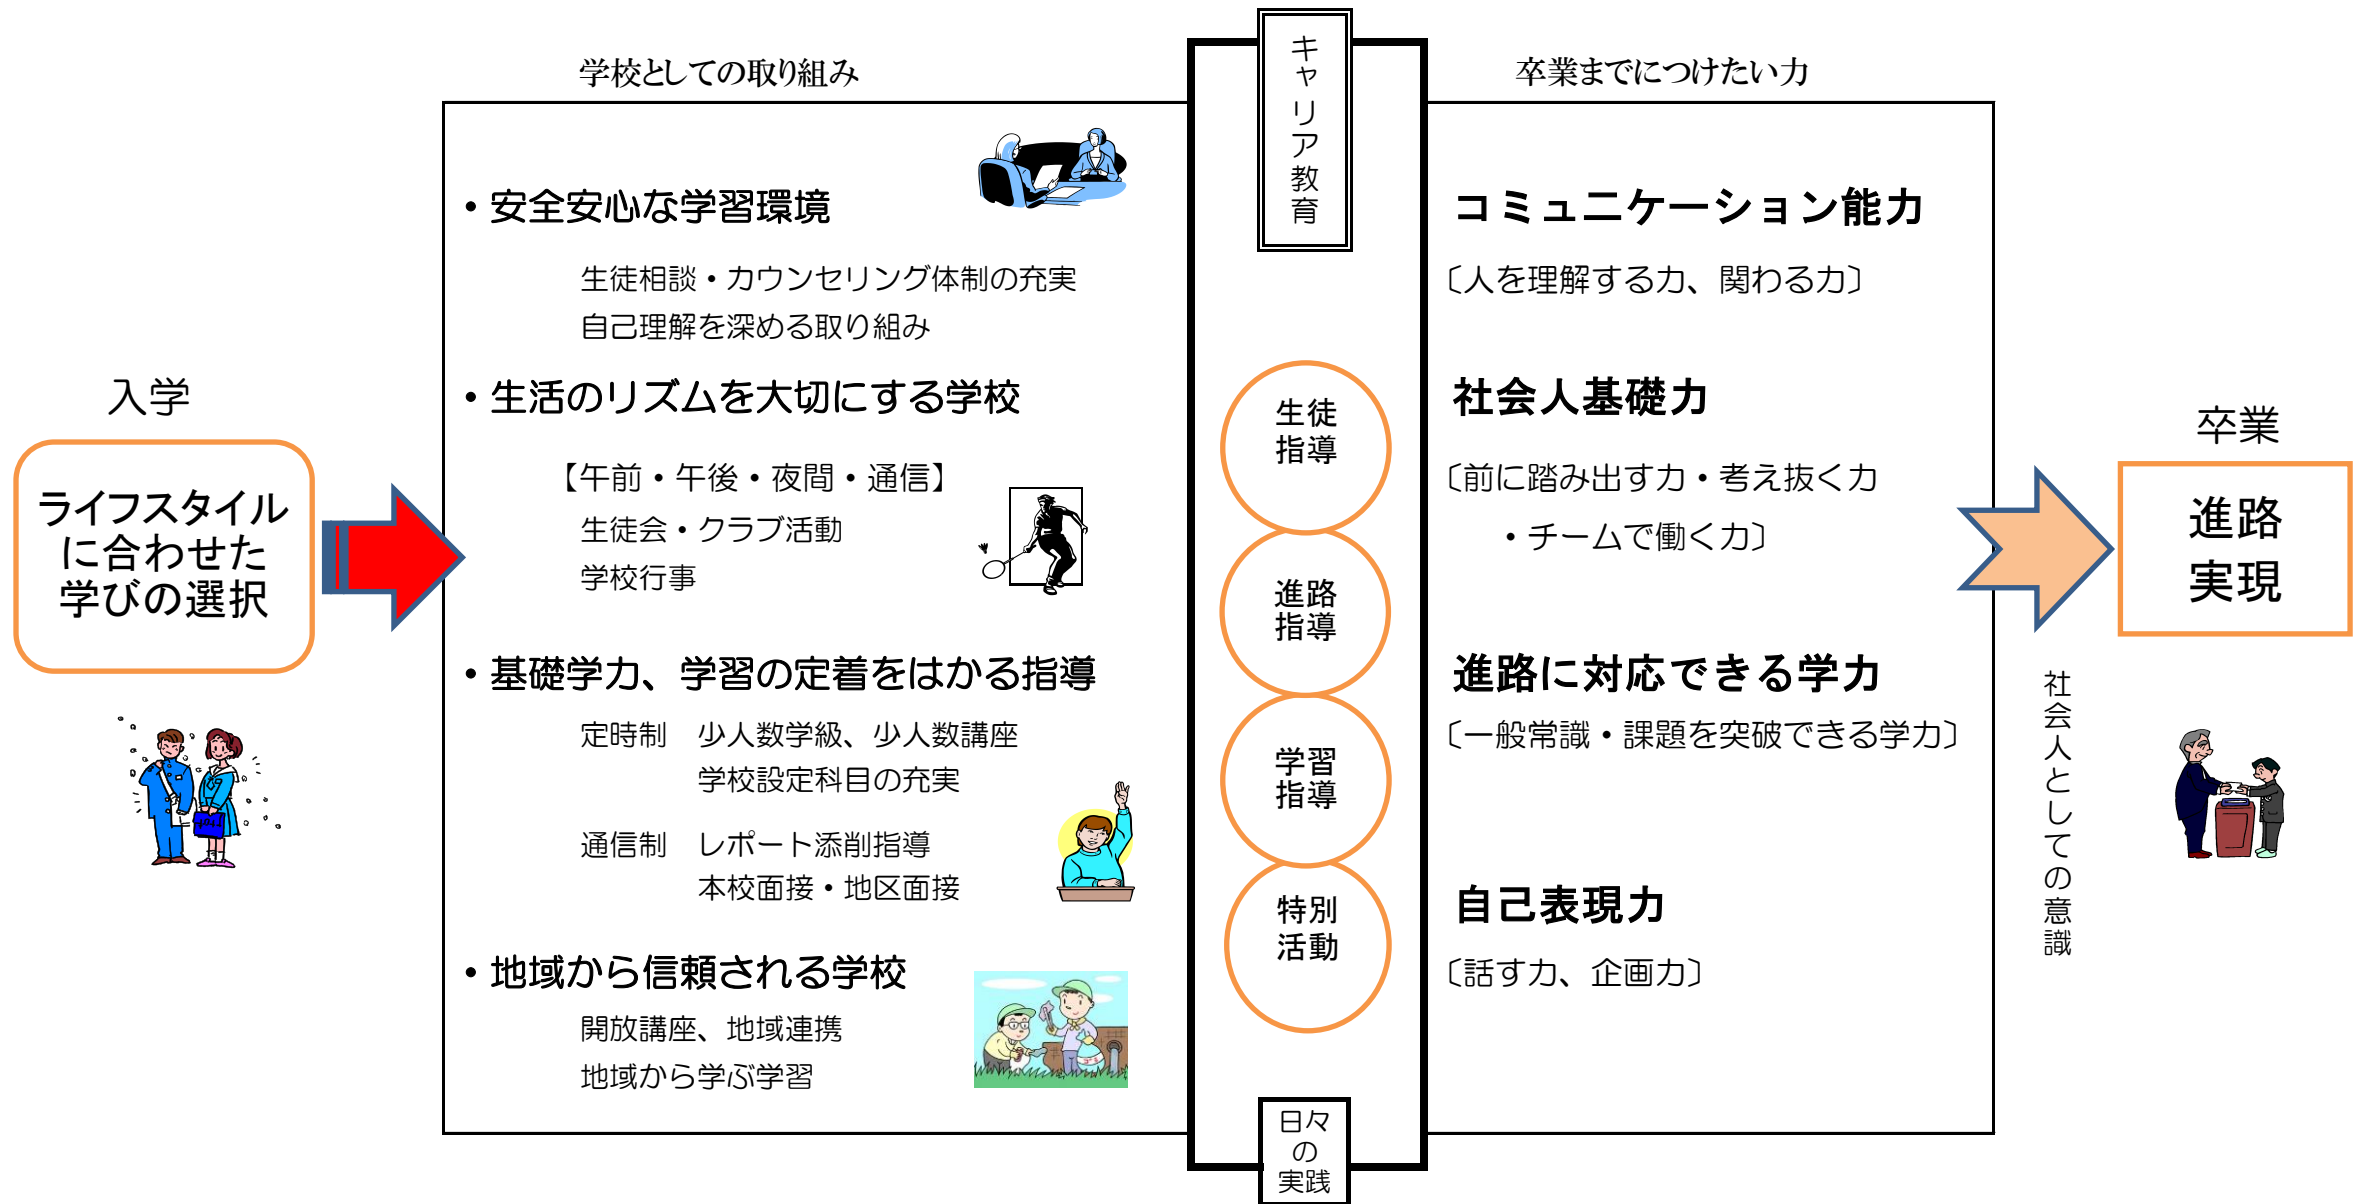 入学
ライフスタイル
に合わせた
学びの選択
学校としての取り組み
・安全安心な学習環境
生徒相談・カウンセリング体制の充実
自己理解を深める取り組み
・生活のリズムを大切にする学校
【午前・午後・夜間・通信】
生徒会・クラブ活動
学校行事
・基礎学力、学習の定着をはかる指導
定時制　少人数学級、少人数講座
学校設定科目の充実
通信制　レポート添削指導
本校面接・地区面接
・地域から信頼される学校
開放講座、地域連携
地域から学ぶ学習
キャリア教育
生徒
指導
進路
指導
学習
指導
特別
活動
日々
の
実践
卒業までにつけたい力
コミュニケーション能力
〔人を理解する力、関わる力〕
社会人基礎力
〔前に踏み出す力・考え抜く力
・チームで働く力〕
進路に対応できる学力
〔一般常識・課題を突破できる学力〕
自己表現力
〔話す力、企画力〕
卒業
進路
実現
社会人としての意識